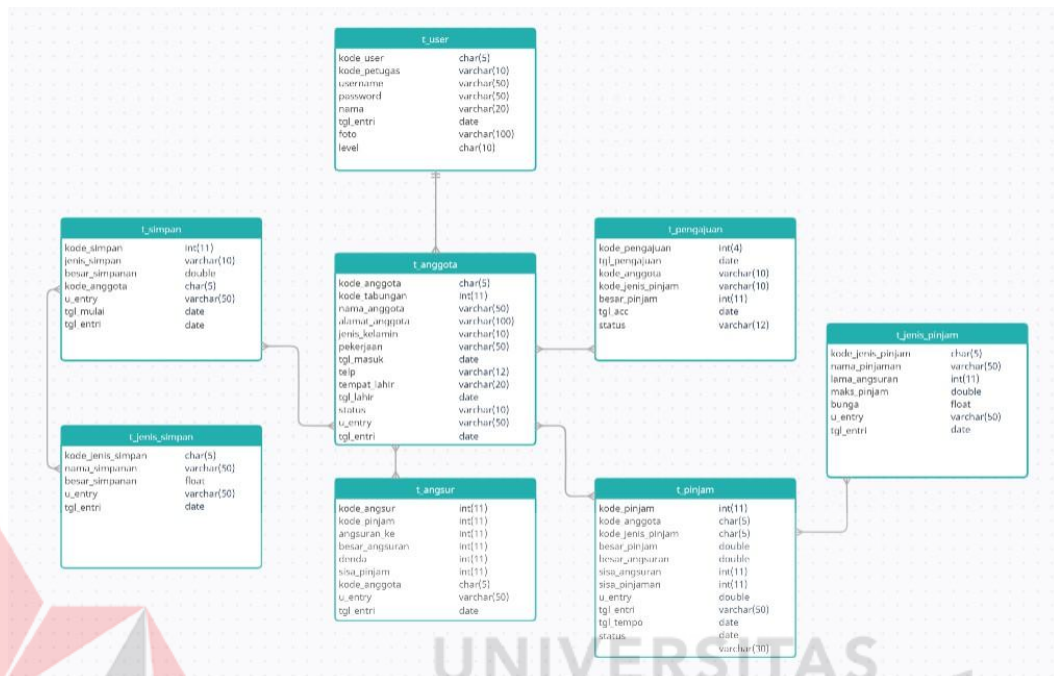 t_user
kode_user char(5)
kode_petugas varchar(10)
username varchar(50)
password varchar(50)
nama varchar(20)
tgl_entri date
foto varchar(100)
level char(10)
t_simpan
kode_simpan int(11)
jenis_simpan varchar(10)
besar_simpanan double
kode_anggota char(5)
u_entry varchar(50)
tgl_mulai date
tgl_entri date
t_anggota
kode_anggota char(5)
kode_tabungan int(11)
nama_anggota varchar(50)
alamat_anggota varchar(100)
jenis_kelamin varchar(10)
pekerjaan varchar(50)
tgl_masuk date
telp varchar(12)
tempat_lahir varchar(20)
tgl_lahir date
status varchar(10)
u_entry varchar(50)
tgl_entri date
t_pengajuan
kode_pengajuan int(4)
tgl_pengajuan date
kode_anggota varchar(10)
kode_jenis_pinjam varchar(10)
besar_pinjam int(11)
tgl_acc date
status varchar(12)
t_jenis_pinjam
kode_jenis_pinjam char(5)
nama_pinjaman varchar(50)
lama_angsuran int(11)
maks_pinjam double
bunga float
u_entry varchar(50)
tgl_entri date
t_jenis_simpan
kode_jenis_simpan char(5)
nama_simpanan varchar(50)
besar_simpanan float
u_entry varchar(50)
tgl_entri date
t_angsur
kode_angsur int(11)
kode_pinjam int(11)
angsuran_ke int(11)
besar_angsuran int(11)
denda int(11)
sisa_pinjam int(11)
kode_anggota char(5)
u_entry varchar(50)
tgl_entri date
t_pinjam
kode_pinjam int(11)
kode_anggota char(5)
kode_jenis_pinjam char(5)
besar_pinjam double
besar_angsuran double
sisa_angsuran int(11)
sisa_pinjaman int(11)
u_entry double
tgl_entri varchar(50)
tgl_tempo date
status date
varchar(30)
UNIVERSITAS